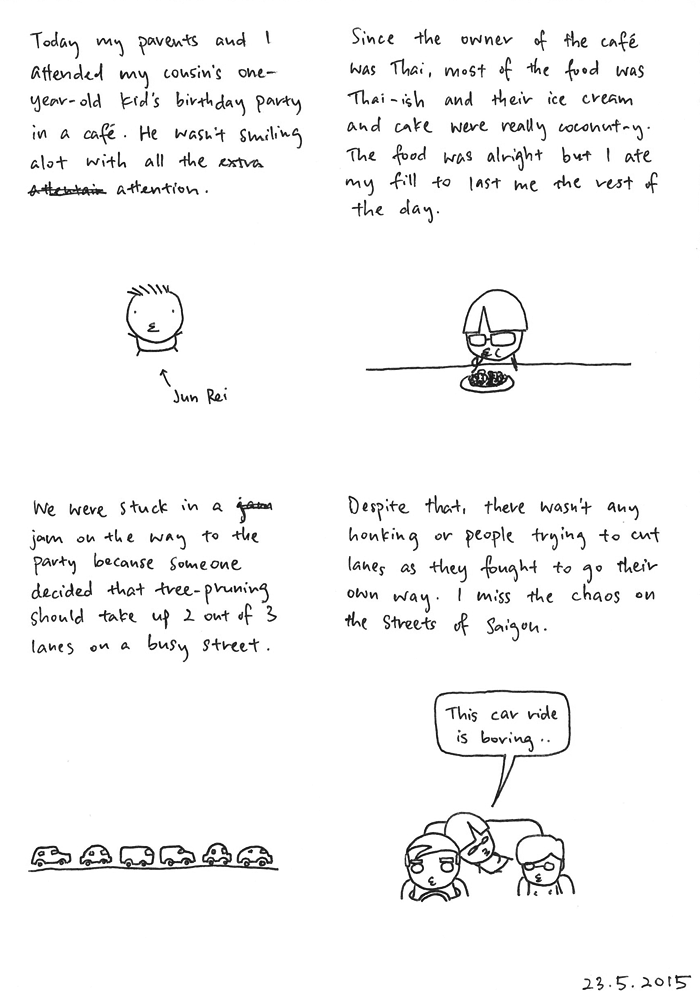 Today my parents and I
attended my cousin's one-
year-old kid's birthday party
in a café. He wasn't smiling
alot with all the extra
attention.
Jun Rei
Since the owner of the café
was Thai, most of the food was
Thai-ish and their ice cream
and cake were really coconut-y.
The food was alright but I ate
my fill to last me the rest of
the day.
We were stuck in a jam
jam on the way to the
party because someone
decided that tree-pruning
should take up 2 out of 3
lanes on a busy street.
Despite that, there wasn't any
honking or people trying to cut
lanes as they fought to go their
own way. I miss the chaos on
the streets of Saigon.
This car ride
is boring..
23.5.2015